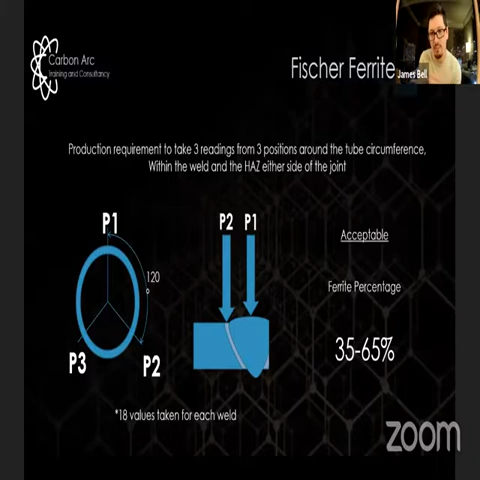 Carbon Arc
Training and Consultancy
Fischer Ferrite
James Bell
Production requirement to take 3 readings from 3 positions around the tube circumference,
Within the weld and the HAZ either side of the joint
P1
120
P3
P2
P2
P1
Acceptable
Ferrite Percentage
35-65%
*18 values taken for each weld
zoom